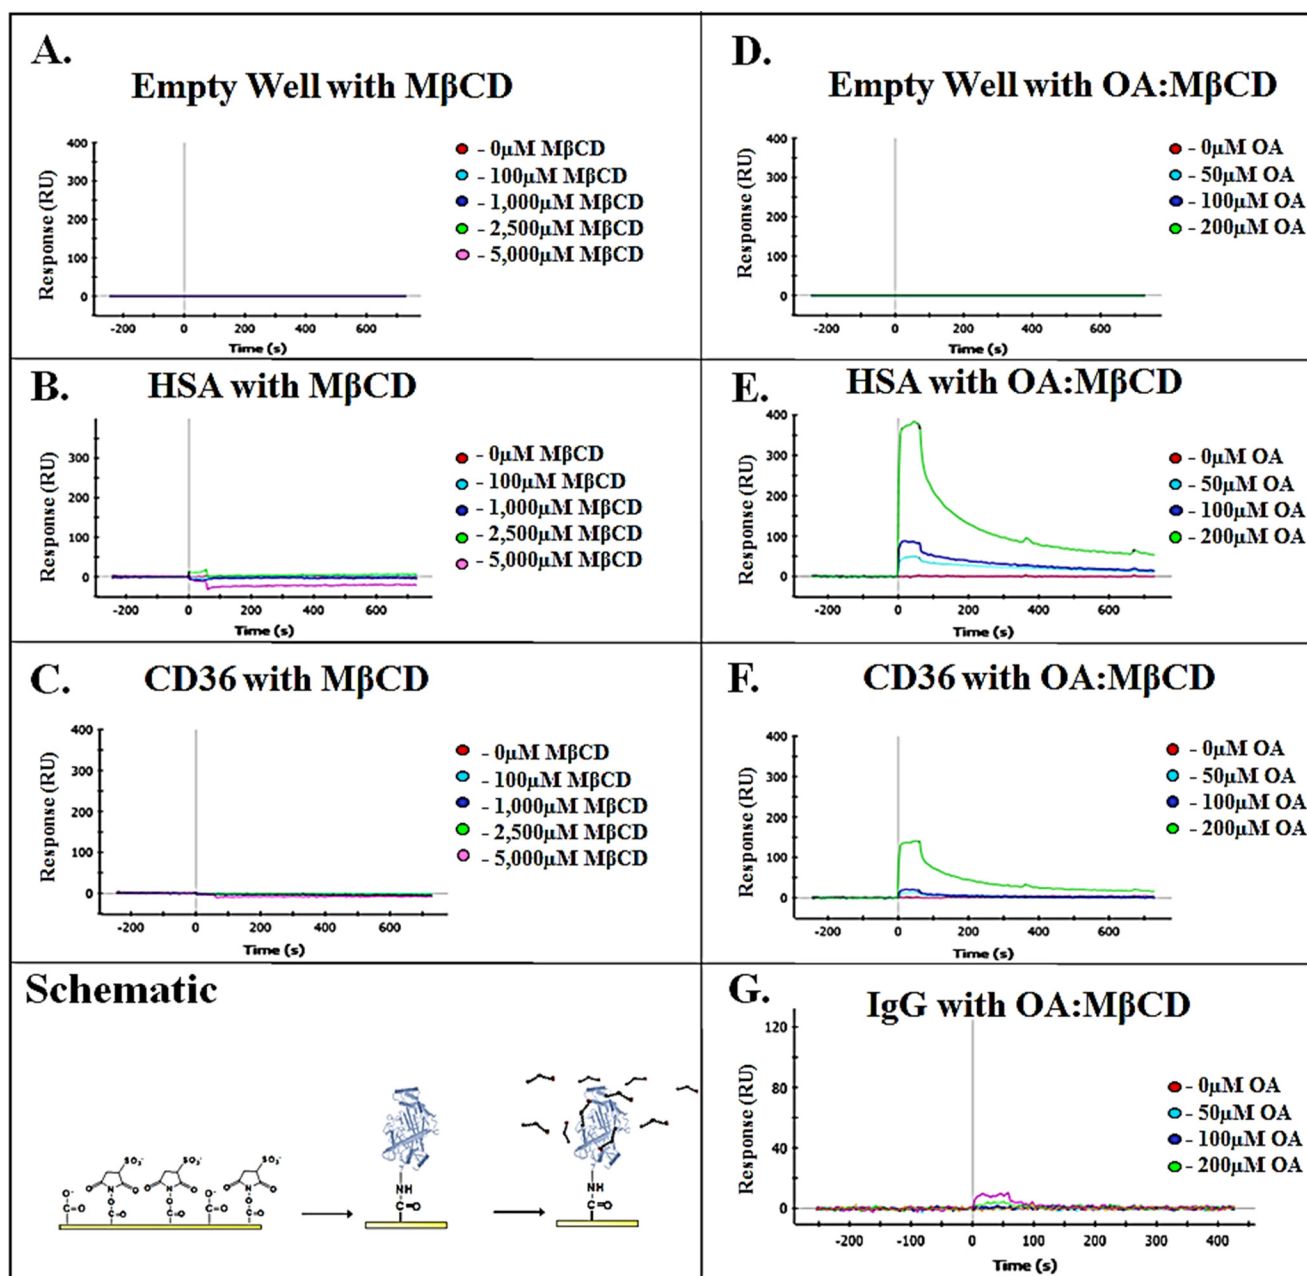 A.
Empty Well with MβCD
Response (RU)
400
300
200
100
0
-200 0 200 400 600
Time (s)
- 0µM MβCD
- 100µM MβCD
- 1,000µM MβCD
- 2,500µM MβCD
- 5,000µM MβCD
D.
Empty Well with OA:MβCD
Response (RU)
400
300
200
100
0
-200 0 200 400 600
Time (s)
- 0µM OA
- 50µM OA
- 100µM OA
- 200µM OA
B.
HSA with MβCD
Response (RU)
300
200
100
0
-200 0 200 400 600
Time (s)
- 0µM MβCD
- 100µM MβCD
- 1,000µM MβCD
- 2,500µM MβCD
- 5,000µM MβCD
E.
HSA with OA:MβCD
Response (RU)
400
300
200
100
0
-200 0 200 400 600
Time (s)
- 0µM OA
- 50µM OA
- 100µM OA
- 200µM OA
C.
CD36 with MβCD
Response (RU)
400
300
200
100
0
-200 0 200 400 600
Time (s)
- 0µM MβCD
- 100µM MβCD
- 1,000µM MβCD
- 2,500µM MβCD
- 5,000µM MβCD
F.
CD36 with OA:MβCD
Response (RU)
400
300
200
100
0
-200 0 200 400 600
Time (s)
- 0µM OA
- 50µM OA
- 100µM OA
- 200µM OA
Schematic
SO₃⁻ SO₃⁻ SO₃⁻
O N O O N O O N O
O⁻ O O O⁻ O
C=O C=O C=O C=O C=O
NH
C=O
NH
C=O
G.
IgG with OA:MβCD
Response (RU)
120
80
40
0
-200 -100 0 100 200 300 400
Time (s)
- 0µM OA
- 50µM OA
- 100µM OA
- 200µM OA